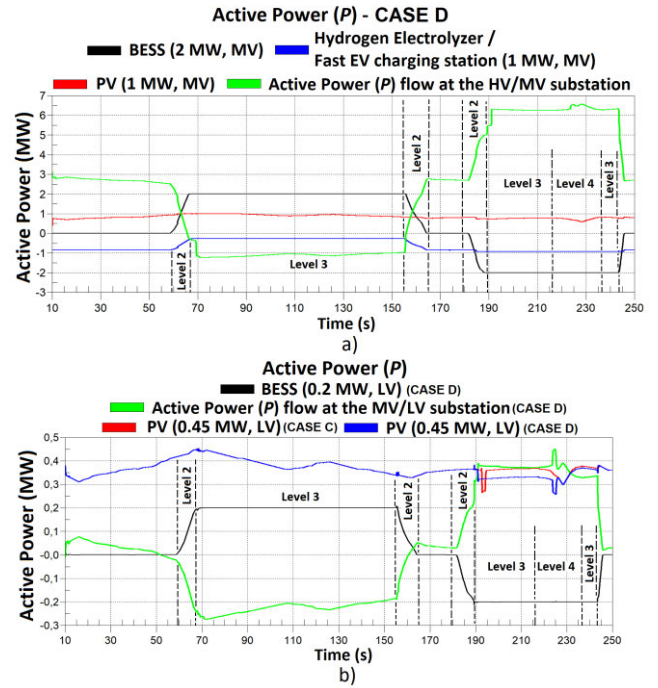 Active Power (P) - CASE D
BESS (2 MW, MV)
Hydrogen Electrolyzer /
Fast EV charging station (1 MW, MV)
PV (1 MW, MV)
Active Power (P) flow at the HV/MV substation
Active Power (MW)
7
6
5
4
3
2
1
0
-1
-2
-3
Level 2
Level 3
Level 2
Level 2
Level 3
Level 4
Level 3
10 30 50 70 90 110 130 150 170 190 210 230 250
Time (s)
a)
Active Power (P)
BESS (0.2 MW, LV) (CASE D)
Active Power (P) flow at the MV/LV substation (CASE D)
PV (0.45 MW, LV) (CASE C)
PV (0.45 MW, LV) (CASE D)
Active Power (MW)
0,5
0,4
0,3
0,2
0,1
-0,0
-0,1
-0,2
-0,3
Level 2
Level 3
Level 2
Level 2
Level 3
Level 4
Level 3
10 30 50 70 90 110 130 150 170 190 210 230 250
Time (s)
b)